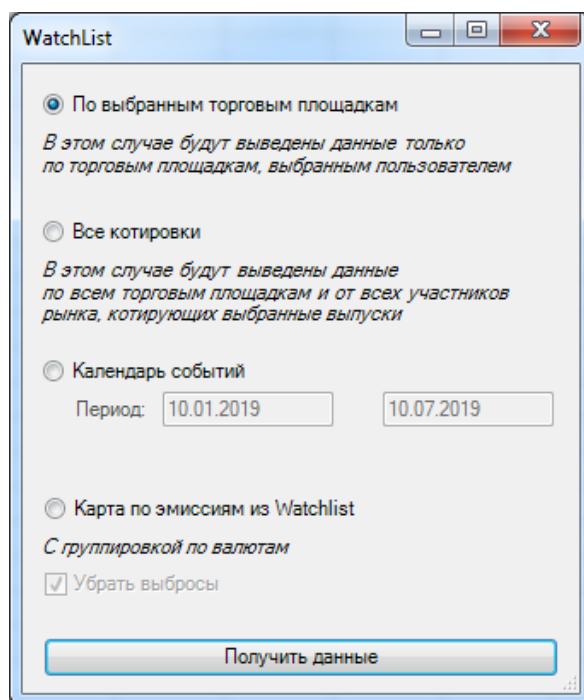 WatchList
По выбранным торговым площадкам
В этом случае будут выведены данные только
по торговым площадкам, выбранным пользователем
Все котировки
В этом случае будут выведены данные
по всем торговым площадкам и от всех участников
рынка, котирующих выбранные выпуски
Календарь событий
Период: 10.01.2019 10.07.2019
Карта по эмиссиям из Watchlist
С группировкой по валютам
Убрать выбросы
Получить данные